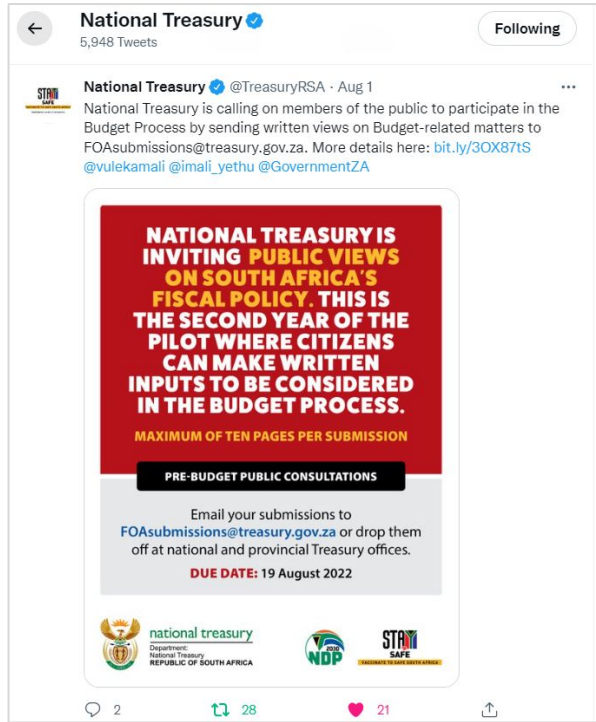 National Treasury
5,948 Tweets
Following
National Treasury @TreasuryRSA · Aug 1
National Treasury is calling on members of the public to participate in the
Budget Process by sending written views on Budget-related matters to
FOAsubmissions@treasury.gov.za. More details here: bit.ly/3OX87tS
@vulekamali @imali_yethu @GovernmentZA
NATIONAL TREASURY IS
INVITING PUBLIC VIEWS
ON SOUTH AFRICA'S
FISCAL POLICY. THIS IS
THE SECOND YEAR OF THE
PILOT WHERE CITIZENS
CAN MAKE WRITTEN
INPUTS TO BE CONSIDERED
IN THE BUDGET PROCESS.
MAXIMUM OF TEN PAGES PER SUBMISSION
PRE-BUDGET PUBLIC CONSULTATIONS
Email your submissions to
FOAsubmissions@treasury.gov.za or drop them
off at national and provincial Treasury offices.
DUE DATE: 19 August 2022
national treasury
Department:
National Treasury
REPUBLIC OF SOUTH AFRICA
2030
NDP
STAY
SAFE
VACCINATE TO SAVE SOUTH AFRICA
2
28
21